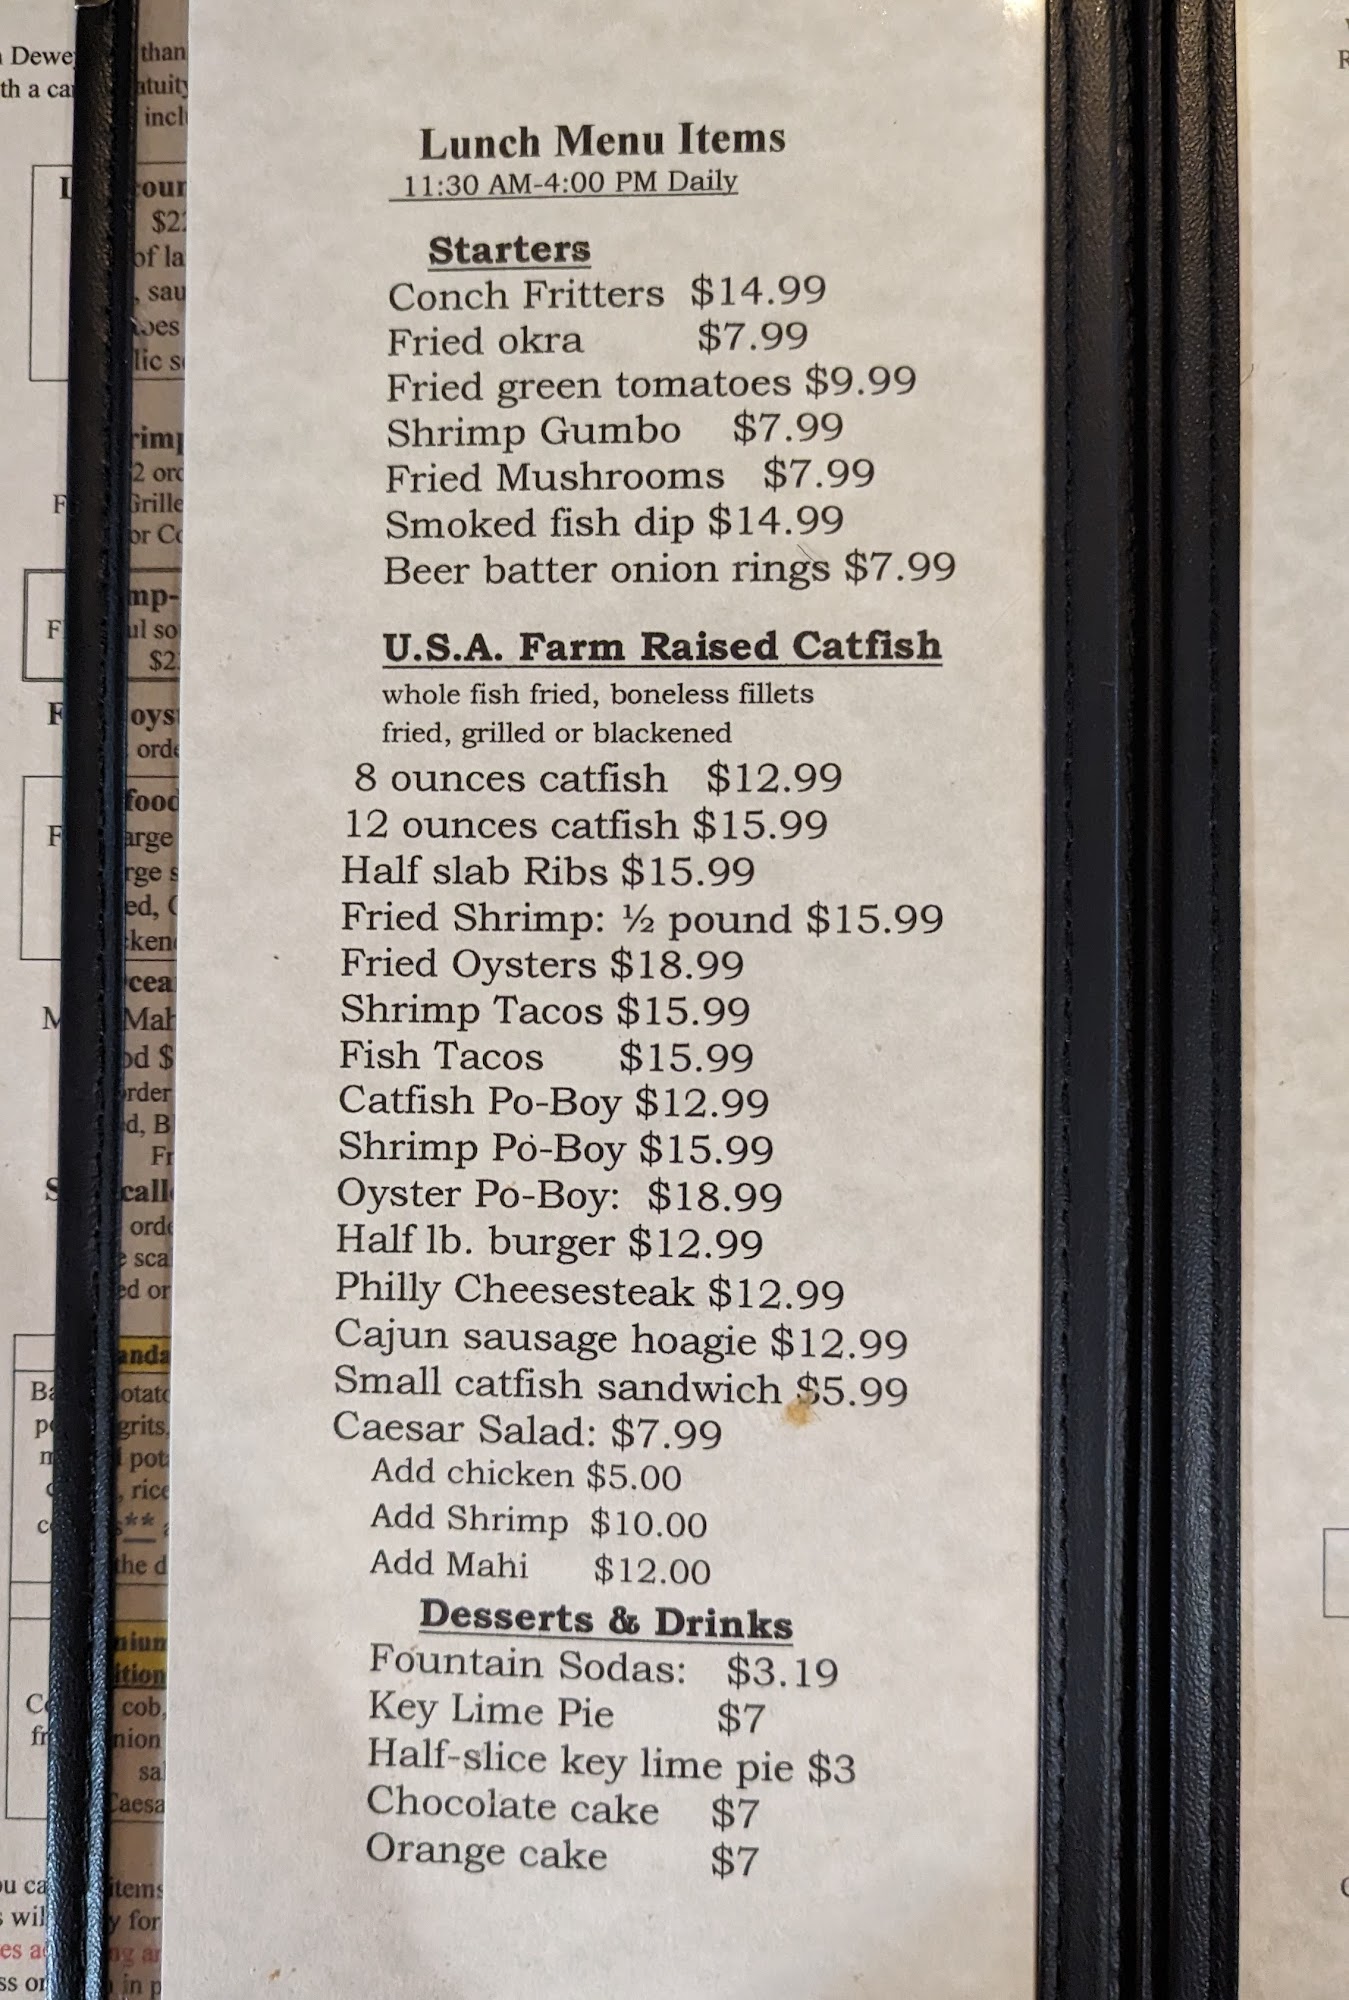 Lunch Menu Items
11:30 AM-4:00 PM Daily
Starters
Conch Fritters $14.99
Fried okra $7.99
Fried green tomatoes $9.99
Shrimp Gumbo $7.99
Fried Mushrooms $7.99
Smoked fish dip $14.99
Beer batter onion rings $7.99
U.S.A. Farm Raised Catfish
whole fish fried, boneless fillets
fried, grilled or blackened
8 ounces catfish $12.99
12 ounces catfish $15.99
Half slab Ribs $15.99
Fried Shrimp: ½ pound $15.99
Fried Oysters $18.99
Shrimp Tacos $15.99
Fish Tacos $15.99
Catfish Po-Boy $12.99
Shrimp Po-Boy $15.99
Oyster Po-Boy: $18.99
Half lb. burger $12.99
Philly Cheesesteak $12.99
Cajun sausage hoagie $12.99
Small catfish sandwich $5.99
Caesar Salad: $7.99
Add chicken $5.00
Add Shrimp $10.00
Add Mahi $12.00
Desserts & Drinks
Fountain Sodas: $3.19
Key Lime Pie $7
Half-slice key lime pie $3
Chocolate cake $7
Orange cake $7